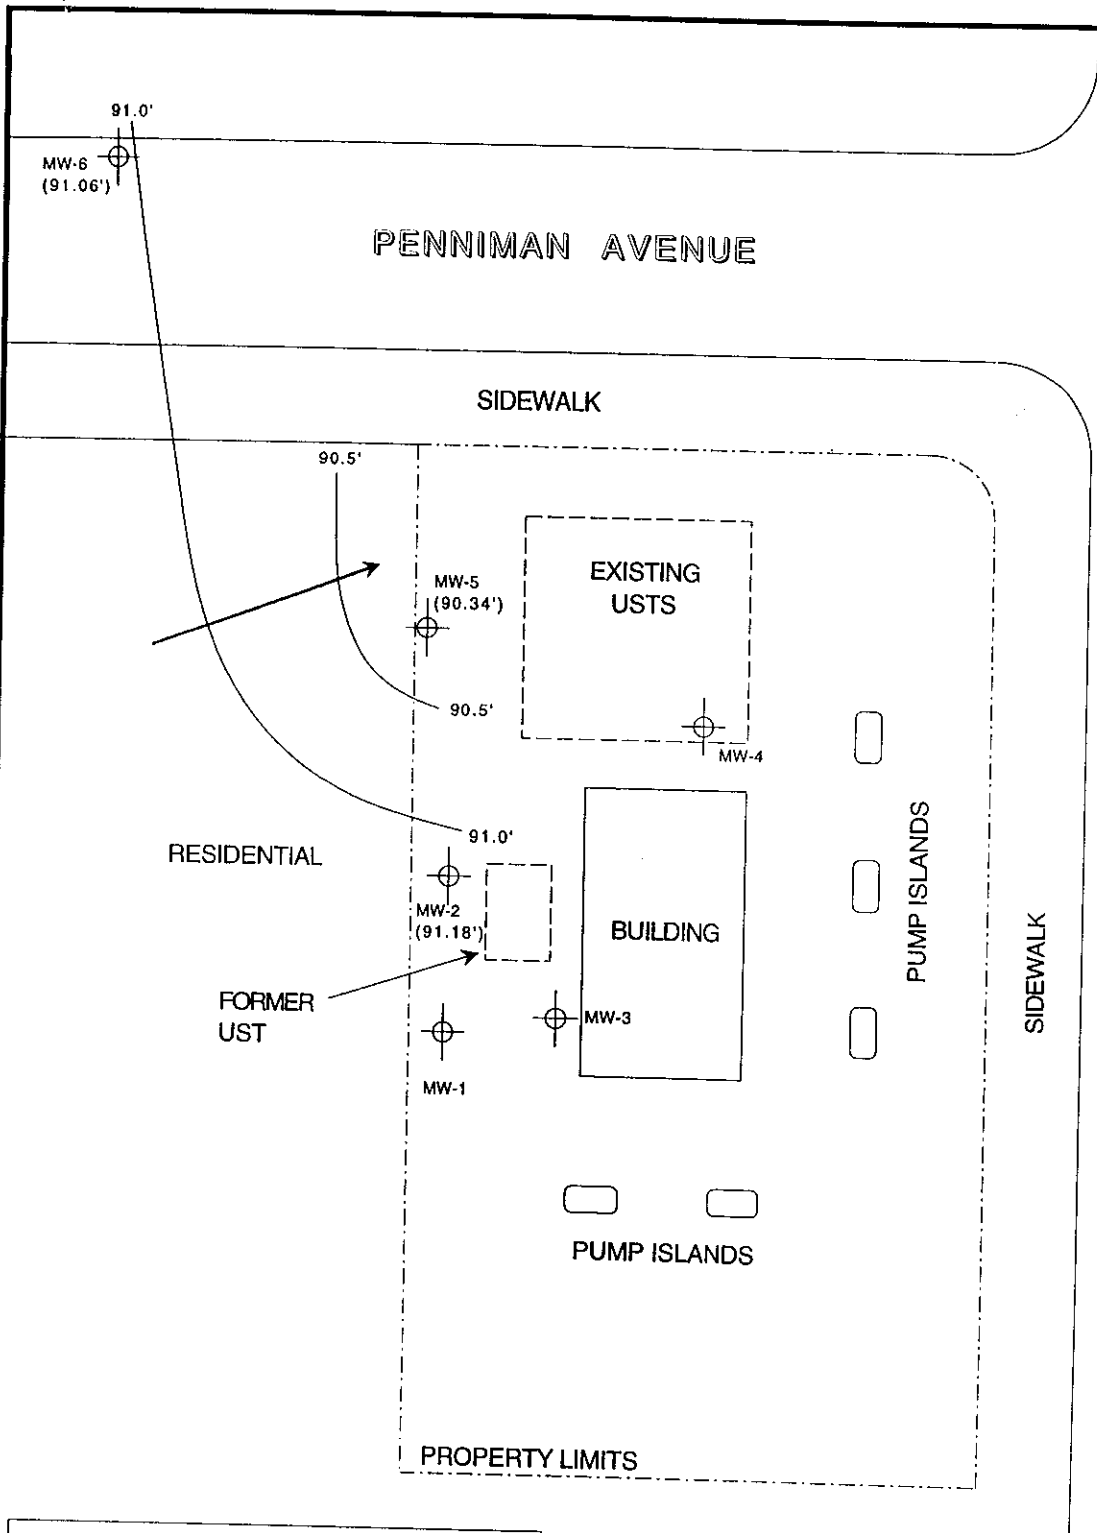 91.0'
MW-6
(91.06')
PENNIMAN AVENUE
SIDEWALK
90.5'
EXISTING
USTS
MW-5
(90.34')
90.5'
MW-4
91.0'
RESIDENTIAL
MW-2
(91.18')
BUILDING
PUMP ISLANDS
SIDEWALK
FORMER
UST
MW-3
MW-1
PUMP ISLANDS
PROPERTY LIMITS